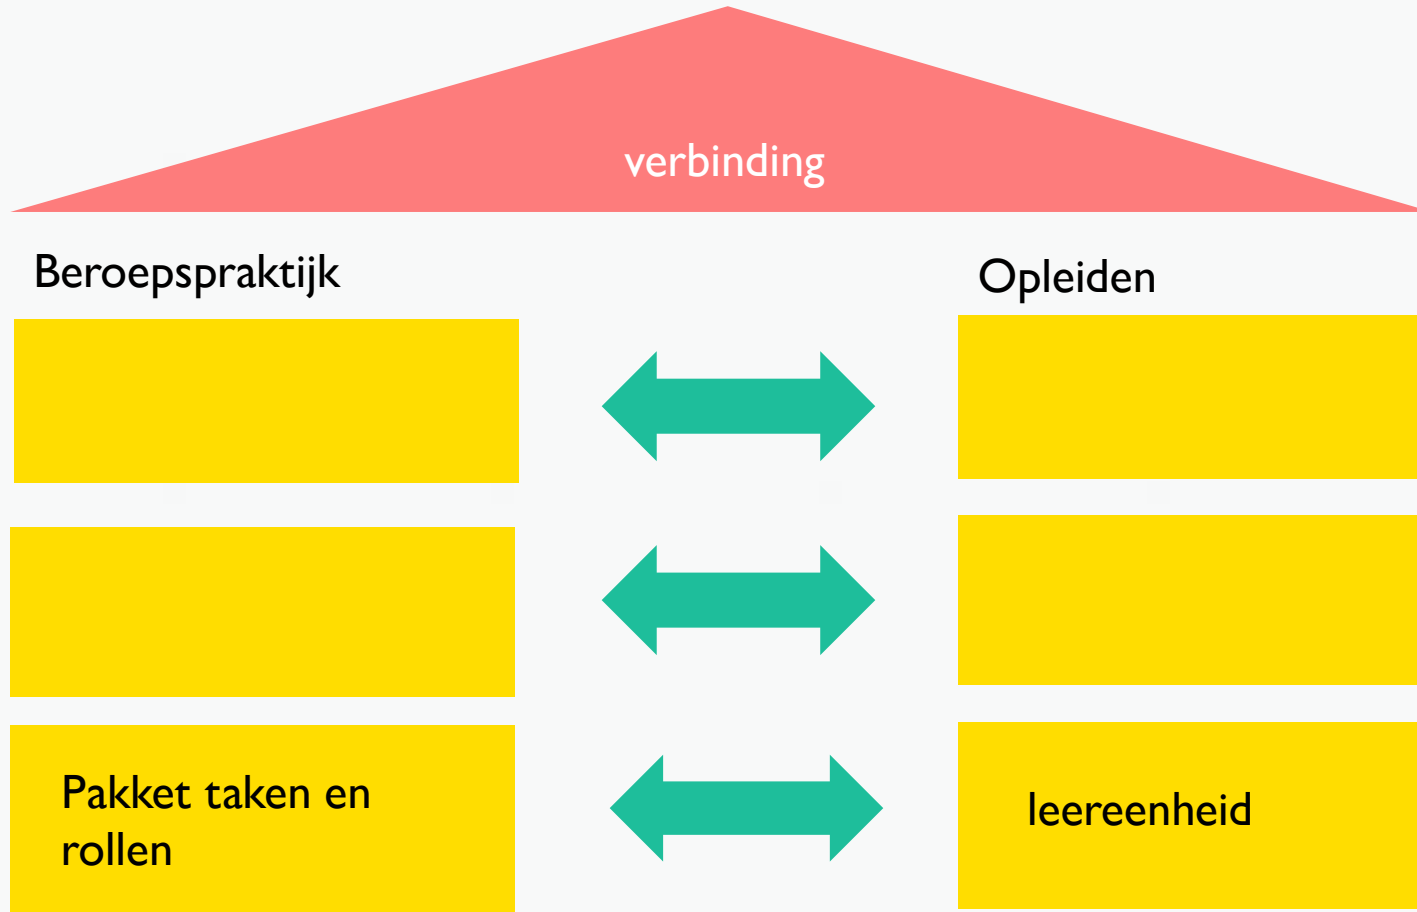 verbinding
Beroepspraktijk
Opleiden
Pakket taken en
rollen
leereenheid